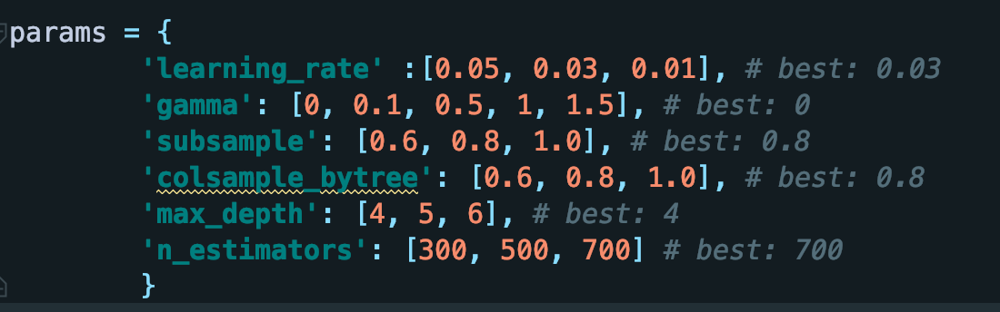 params = {
'learning_rate' :[0.05, 0.03, 0.01], # best: 0.03
'gamma': [0, 0.1, 0.5, 1, 1.5], # best: 0
'subsample': [0.6, 0.8, 1.0], # best: 0.8
'colsample_bytree': [0.6, 0.8, 1.0], # best: 0.8
'max_depth': [4, 5, 6], # best: 4
'n_estimators': [300, 500, 700] # best: 700
}